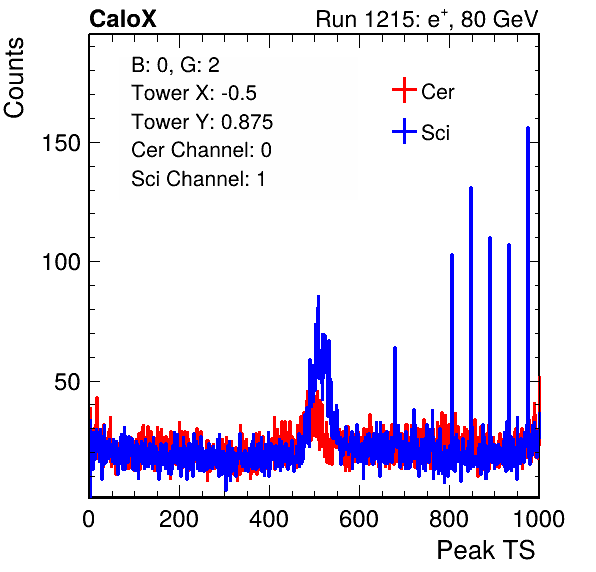 CaloX Run 1215: e⁺, 80 GeV
Counts
B: 0, G: 2
Tower X: -0.5
Tower Y: 0.875
Cer Channel: 0
Sci Channel: 1
Cer
Sci
150
100
50
0 200 400 600 800 1000
Peak TS